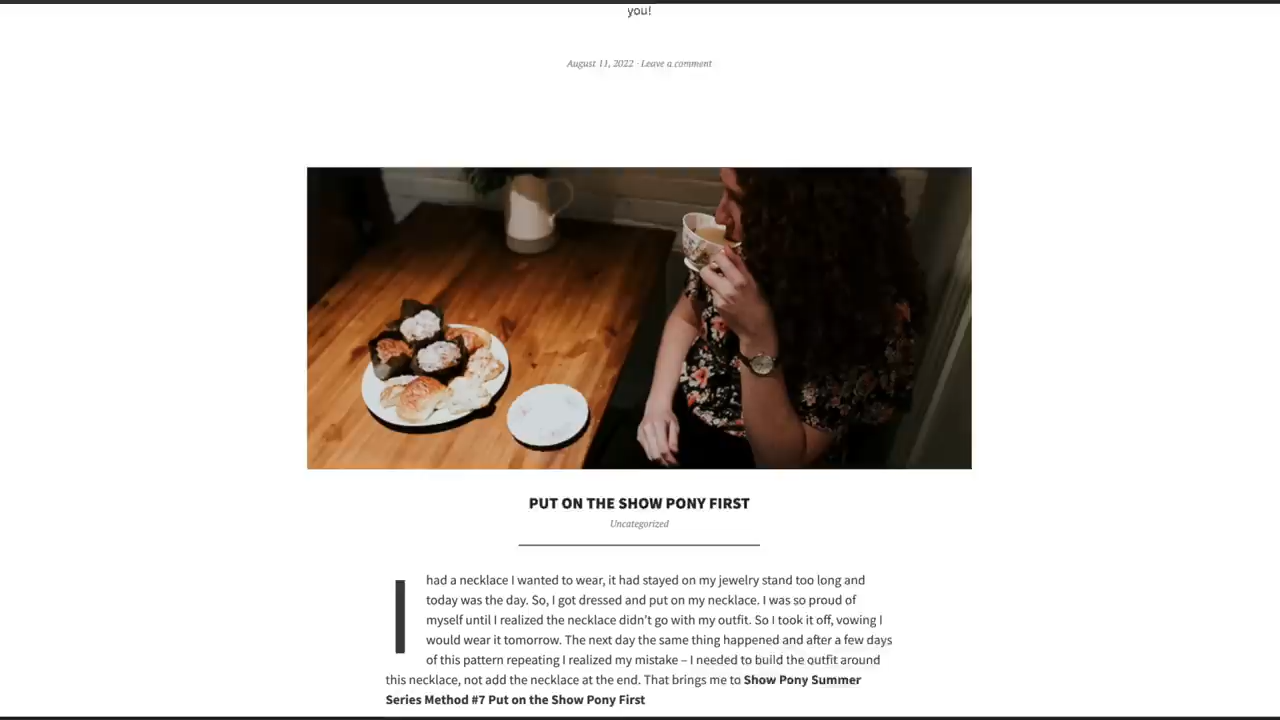 you!
August 11, 2022 · Leave a comment
PUT ON THE SHOW PONY FIRST
Uncategorized
I had a necklace I wanted to wear, it had stayed on my jewelry stand too long and
today was the day. So, I got dressed and put on my necklace. I was so proud of
myself until I realized the necklace didn't go with my outfit. So I took it off, vowing I
would wear it tomorrow. The next day the same thing happened and after a few days
of this pattern repeating I realized my mistake – I needed to build the outfit around
this necklace, not add the necklace at the end. That brings me to Show Pony Summer
Series Method #7 Put on the Show Pony First